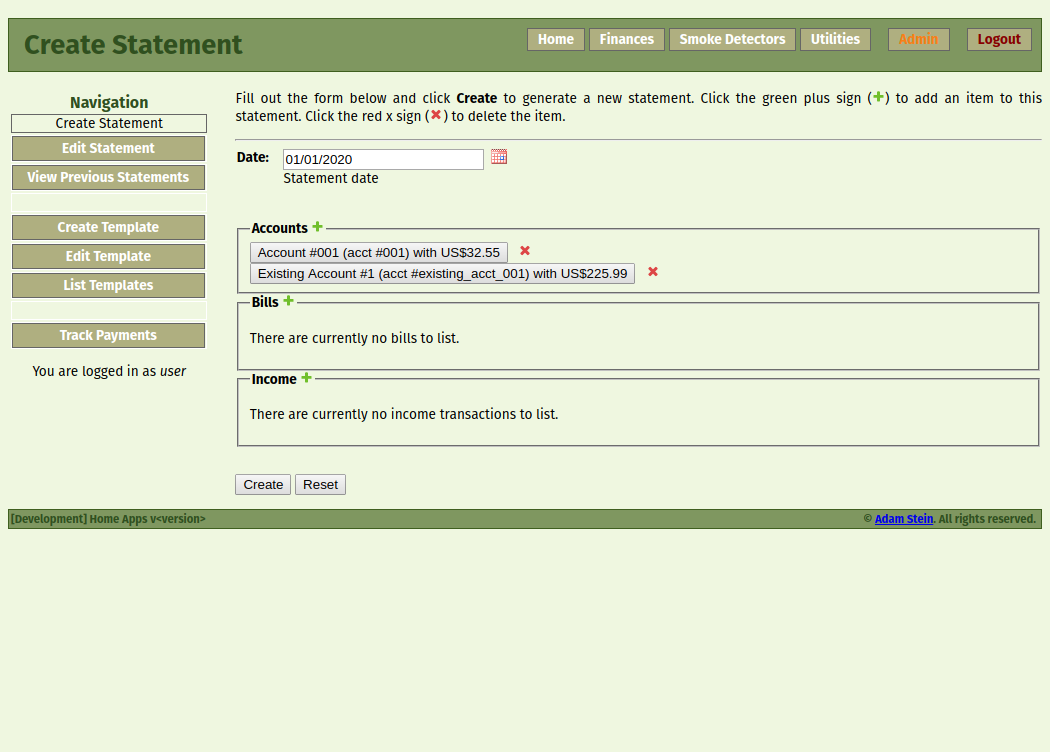 Create Statement
Home Finances Smoke Detectors Utilities Admin Logout
Navigation
Create Statement
Edit Statement
View Previous Statements
Create Template
Edit Template
List Templates
Track Payments
You are logged in as user
Fill out the form below and click Create to generate a new statement. Click the green plus sign (+) to add an item to this
statement. Click the red x sign (✖) to delete the item.
Date: 01/01/2020
Statement date
Accounts +
Account #001 (acct #001) with US$32.55 ✖
Existing Account #1 (acct #existing_acct_001) with US$225.99 ✖
Bills +
There are currently no bills to list.
Income +
There are currently no income transactions to list.
Create Reset
[Development] Home Apps v<version>
© Adam Stein. All rights reserved.